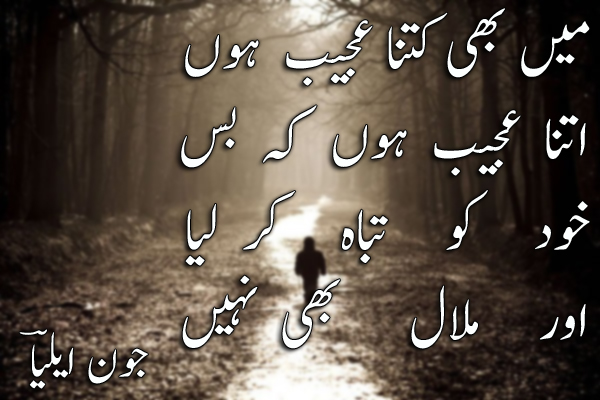 میں بھی کتنا عجیب ہوں
اتنا عجیب ہوں کہ بس
خود کو تباہ کر لیا
اور ملال بھی نہیں
جون ایلیاؔ